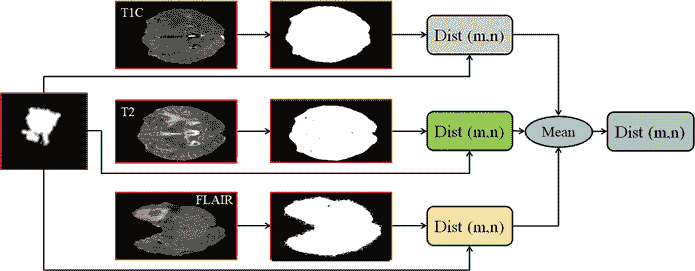 T1C
Dist (m,n)
T2
Dist (m,n)
Mean
Dist (m,n)
FLAIR
Dist (m,n)